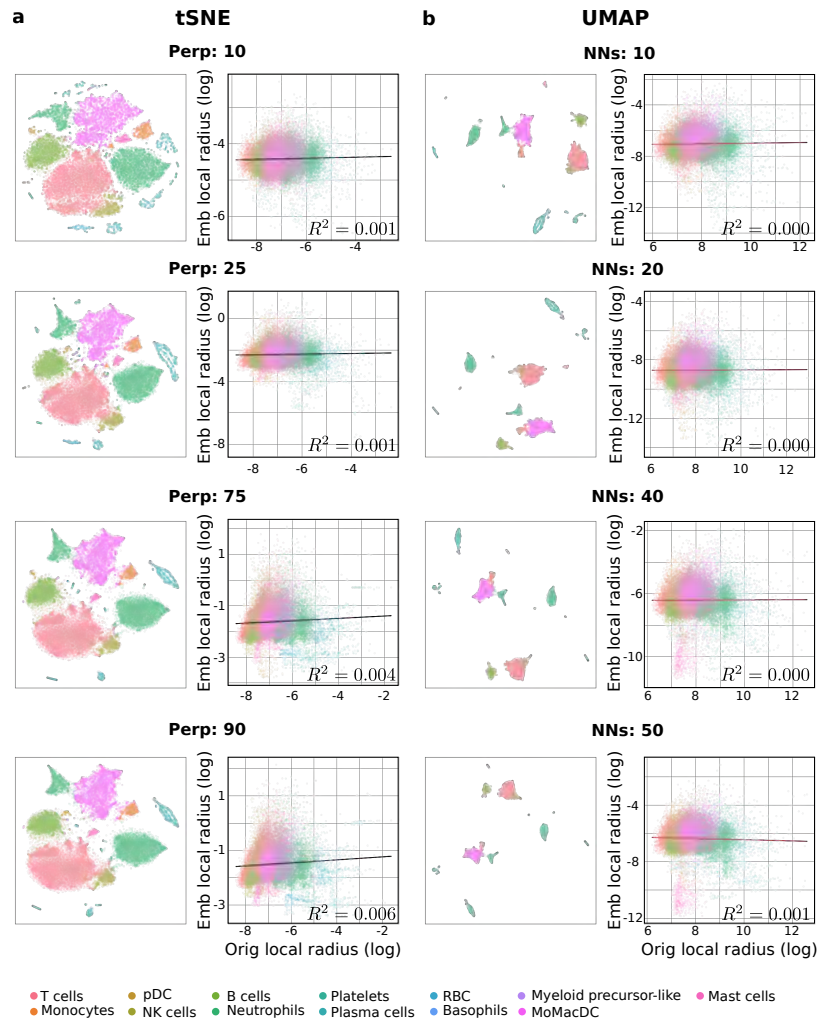 a tSNE b UMAP
Perp: 10 NNs: 10
Emb local radius (log)
-4
-6
-8 -6 -4
R² = 0.001
Emb local radius (log)
-4
-8
-12
6 8 10 12
R² = 0.000
Perp: 25 NNs: 20
Emb local radius (log)
0
-4
-8
-8 -6 -4
R² = 0.001
Emb local radius (log)
-4
-8
-12
6 8 10 12
R² = 0.000
Perp: 75 NNs: 40
Emb local radius (log)
1
-1
-3
-8 -6 -4 -2
R² = 0.004
Emb local radius (log)
-2
-6
-10
6 8 10 12
R² = 0.000
Perp: 90 NNs: 50
Emb local radius (log)
1
-1
-3
-8 -6 -4 -2
R² = 0.006
Orig local radius (log)
Emb local radius (log)
-4
-8
-12
6 8 10 12
R² = 0.001
Orig local radius (log)
T cells pDC B cells Platelets RBC Myeloid precursor-like Mast cells
Monocytes NK cells Neutrophils Plasma cells Basophils MoMacDC